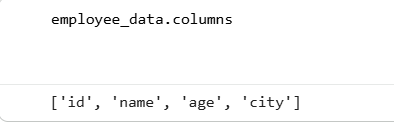 employee_data.columns
['id', 'name', 'age', 'city']